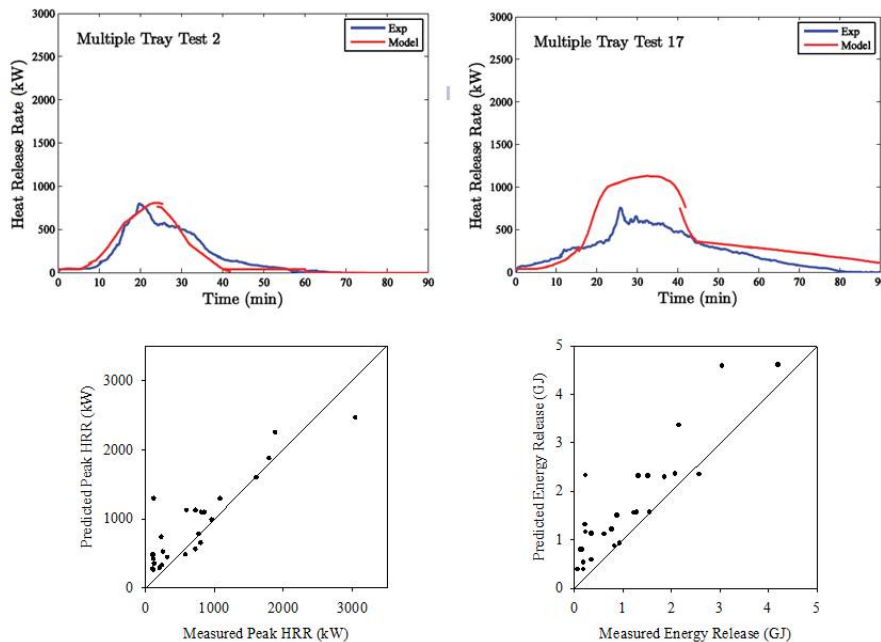 Multiple Tray Test 2
Exp
Model
Heat Release Rate (kW)
3000
2500
2000
1500
1000
500
0
0 10 20 30 40 50 60 70 80 90
Time (min)
Multiple Tray Test 17
Exp
Model
Heat Release Rate (kW)
3000
2500
2000
1500
1000
500
0
0 10 20 30 40 50 60 70 80 90
Time (min)
Predicted Peak HRR (kW)
3000
2000
1000
0
0 1000 2000 3000
Measured Peak HRR (kW)
Predicted Energy Release (GJ)
5
4
3
2
1
0
0 1 2 3 4 5
Measured Energy Release (GJ)